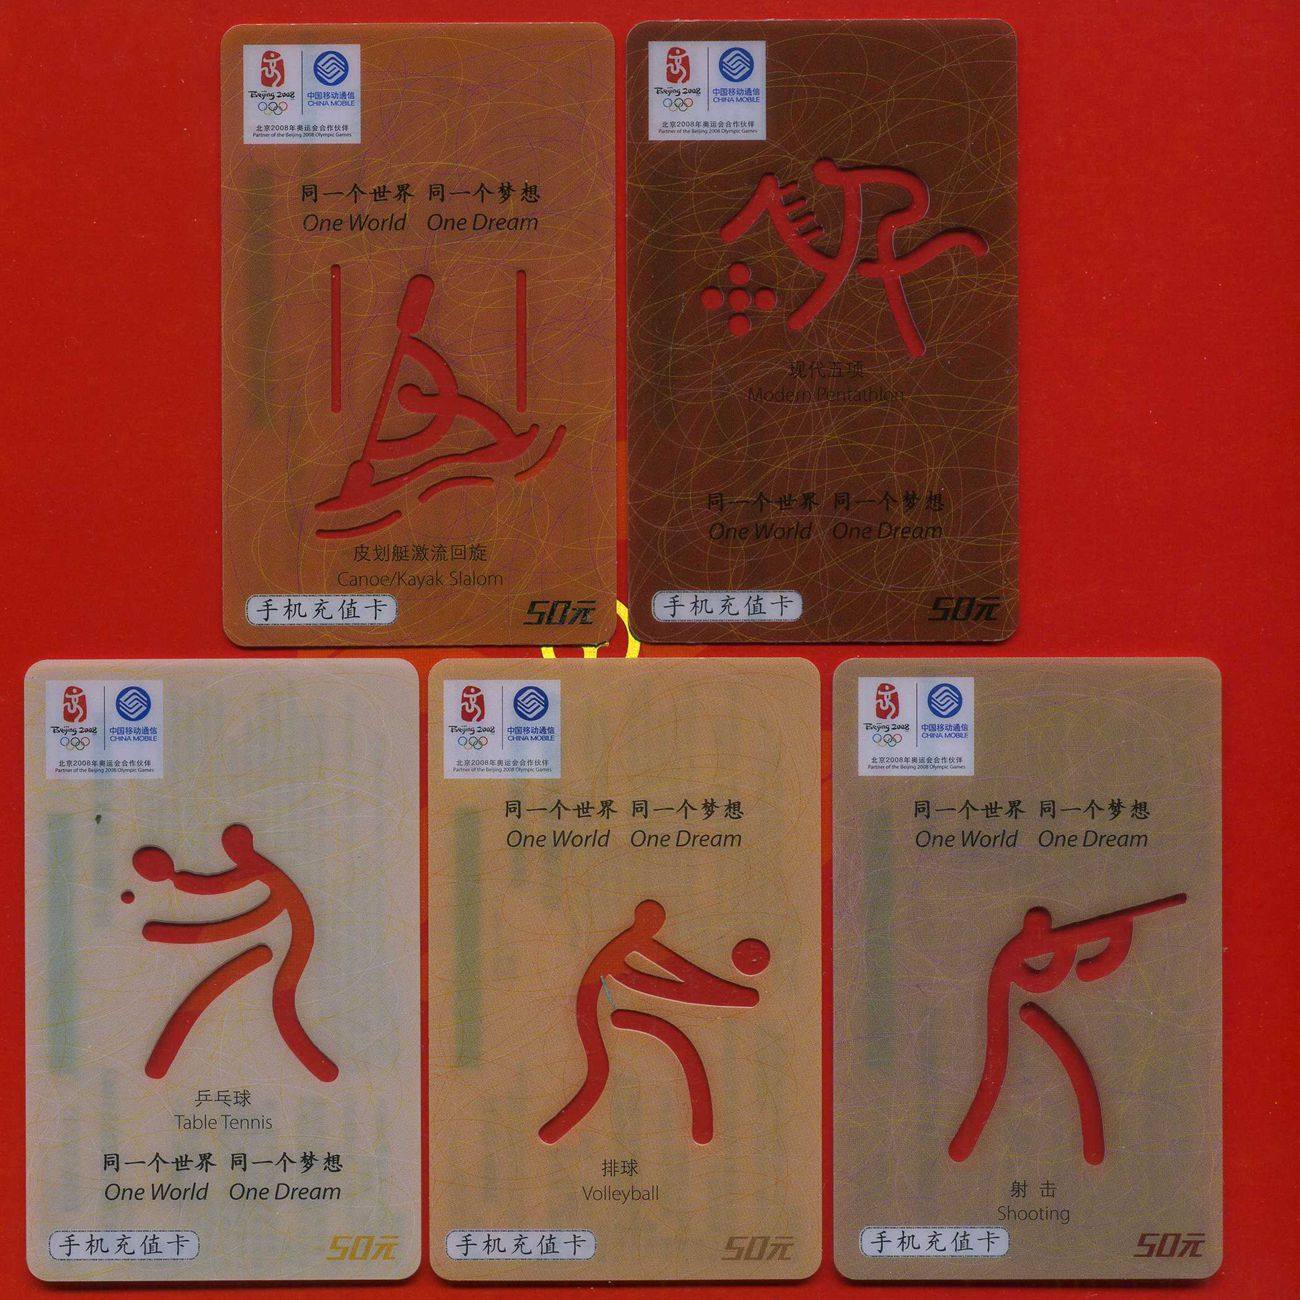 Beijing 2008
中国移动通信
CHINA MOBILE
北京2008年奥运会合作伙伴
Partner of the Beijing 2008 Olympic Games
同一个世界 同一个梦想
One World One Dream
皮划艇激流回旋
Canoe/Kayak Slalom
手机充值卡
50元
Beijing 2008
中国移动通信
CHINA MOBILE
北京2008年奥运会合作伙伴
Partner of the Beijing 2008 Olympic Games
现代五项
Modern Pentathlon
同一个世界 同一个梦想
One World One Dream
手机充值卡
50元
Beijing 2008
中国移动通信
CHINA MOBILE
北京2008年奥运会合作伙伴
Partner of the Beijing 2008 Olympic Games
乒乓球
Table Tennis
同一个世界 同一个梦想
One World One Dream
手机充值卡
50元
Beijing 2008
中国移动通信
CHINA MOBILE
北京2008年奥运会合作伙伴
Partner of the Beijing 2008 Olympic Games
同一个世界 同一个梦想
One World One Dream
排球
Volleyball
手机充值卡
50元
Beijing 2008
中国移动通信
CHINA MOBILE
北京2008年奥运会合作伙伴
Partner of the Beijing 2008 Olympic Games
同一个世界 同一个梦想
One World One Dream
射 击
Shooting
手机充值卡
50元